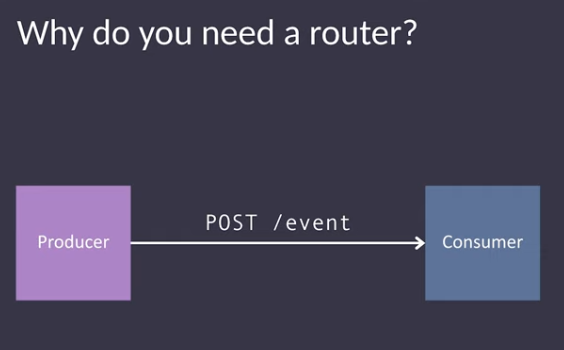 Why do you need a router?
POST /event
Producer
Consumer